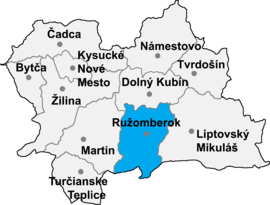 Čadca
Námestovo
Kysucké
Nové
Mesto
Tvrdošín
Bytča
Dolný Kubín
Žilina
Ružomberok
Liptovský
Mikuláš
Martin
Turčianske
Teplice